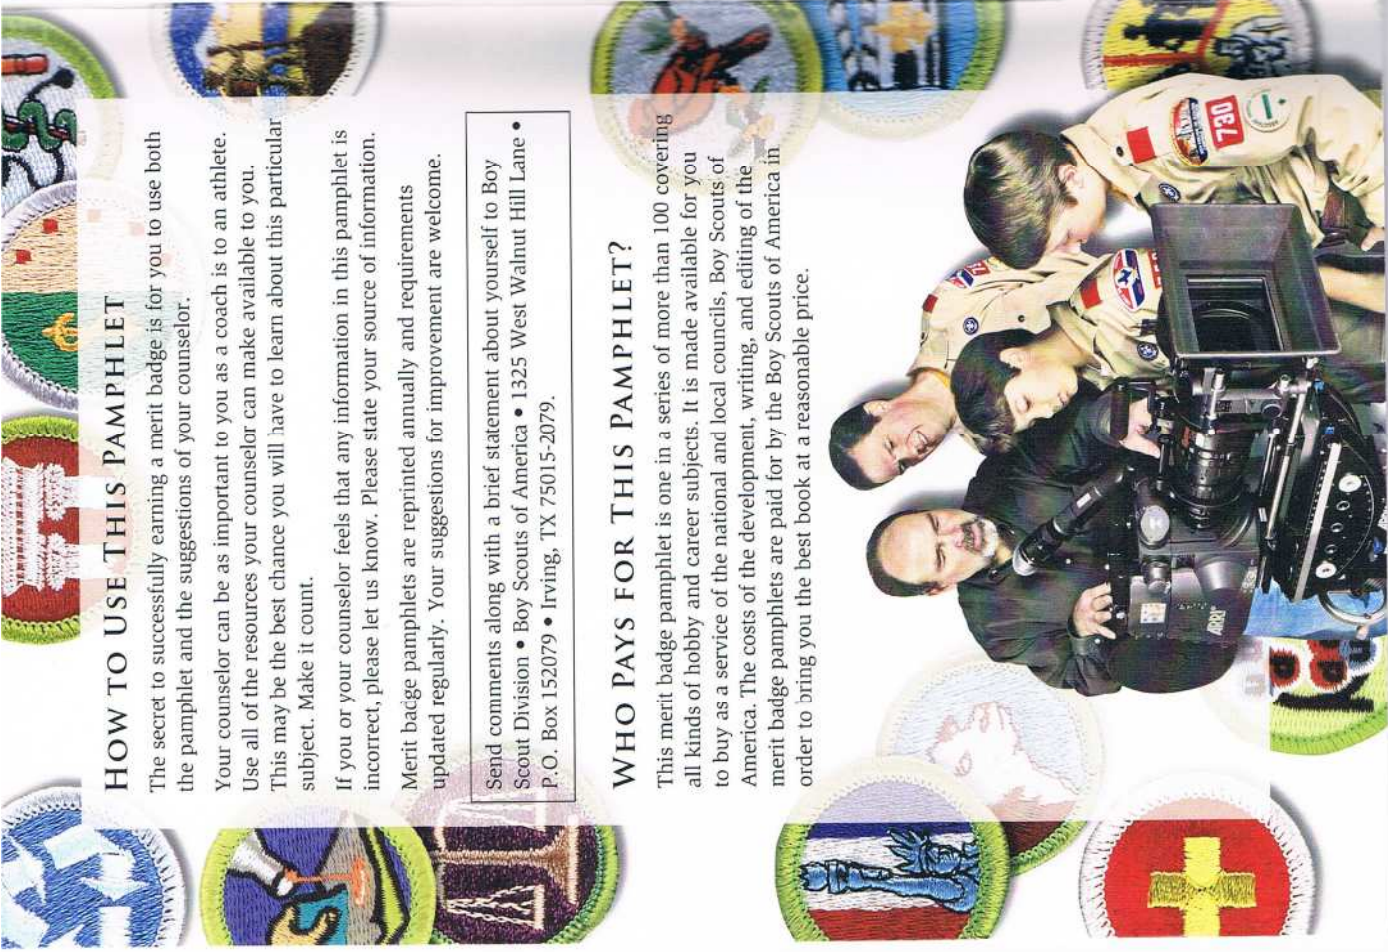 HOW TO USE THIS PAMPHLET
The secret to successfully earning a merit badge is for you to use both
the pamphlet and the suggestions of your counselor.
Your counselor can be as important to you as a coach is to an athlete.
Use all of the resources your counselor can make available to you.
This may be the best chance you will have to learn about this particular
subject. Make it count.
If you or your counselor feels that any information in this pamphlet is
incorrect, please let us know. Please state your source of information.
Merit badge pamphlets are reprinted annually and requirements
updated regularly. Your suggestions for improvement are welcome.
Send comments along with a brief statement about yourself to Boy
Scout Division • Boy Scouts of America • 1325 West Walnut Hill Lane •
P.O. Box 152079 • Irving, TX 75015-2079.
WHO PAYS FOR THIS PAMPHLET?
This merit badge pamphlet is one in a series of more than 100 covering
all kinds of hobby and career subjects. It is made available for you
to buy as a service of the national and local councils, Boy Scouts of
America. The costs of the development, writing, and editing of the
merit badge pamphlets are paid for by the Boy Scouts of America in
order to bring you the best book at a reasonable price.
730
ARRI